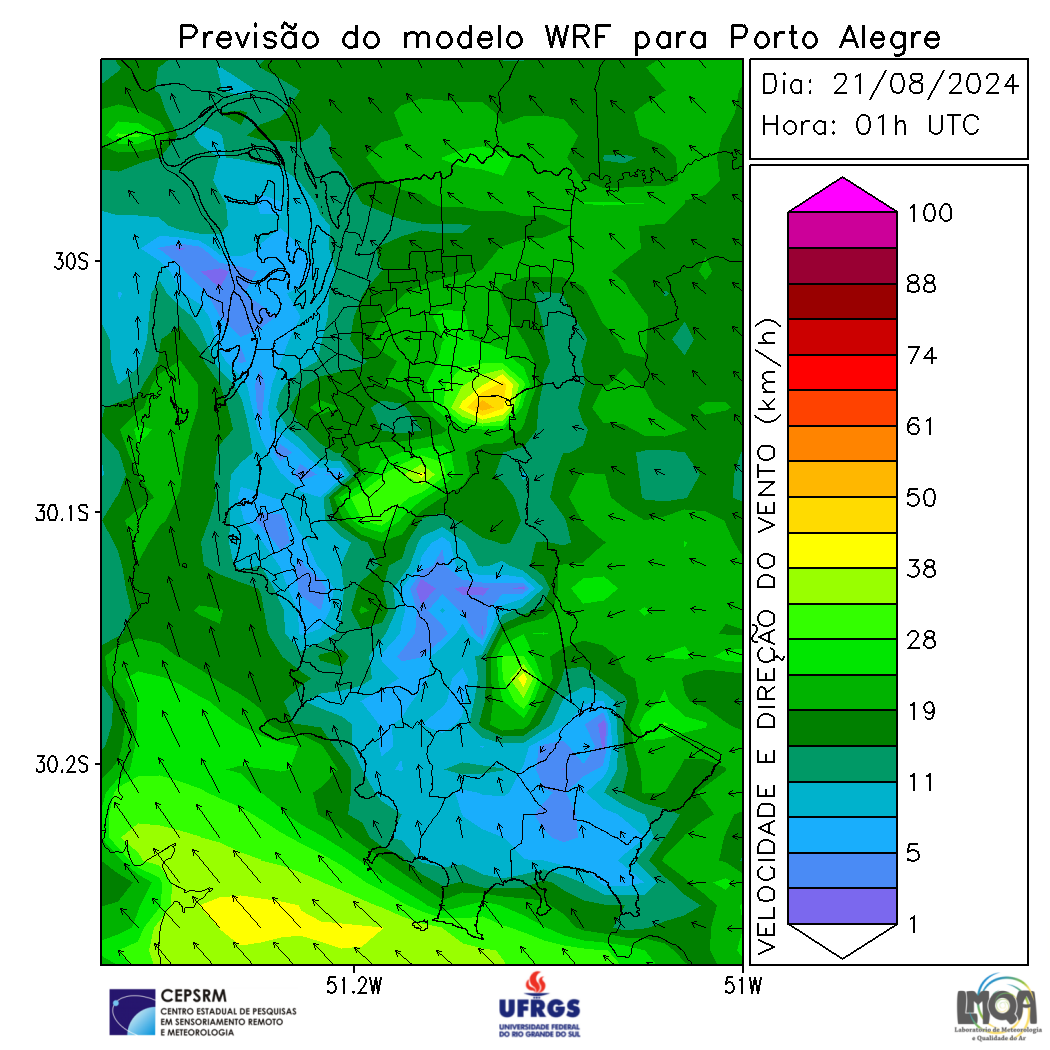 Previsão do modelo WRF para Porto Alegre
Dia: 21/08/2024
Hora: 01h UTC
30S
30.1S
30.2S
51.2W
51W
VELOCIDADE E DIREÇÃO DO VENTO (km/h)
100
88
74
61
50
38
28
19
11
5
1
CEPSRM
CENTRO ESTADUAL DE PESQUISAS
EM SENSORIAMENTO REMOTO
E METEOROLOGIA
UFRGS
UNIVERSIDADE FEDERAL
DO RIO GRANDE DO SUL
LMQA
Laboratório de Meteorologia
e Qualidade do Ar